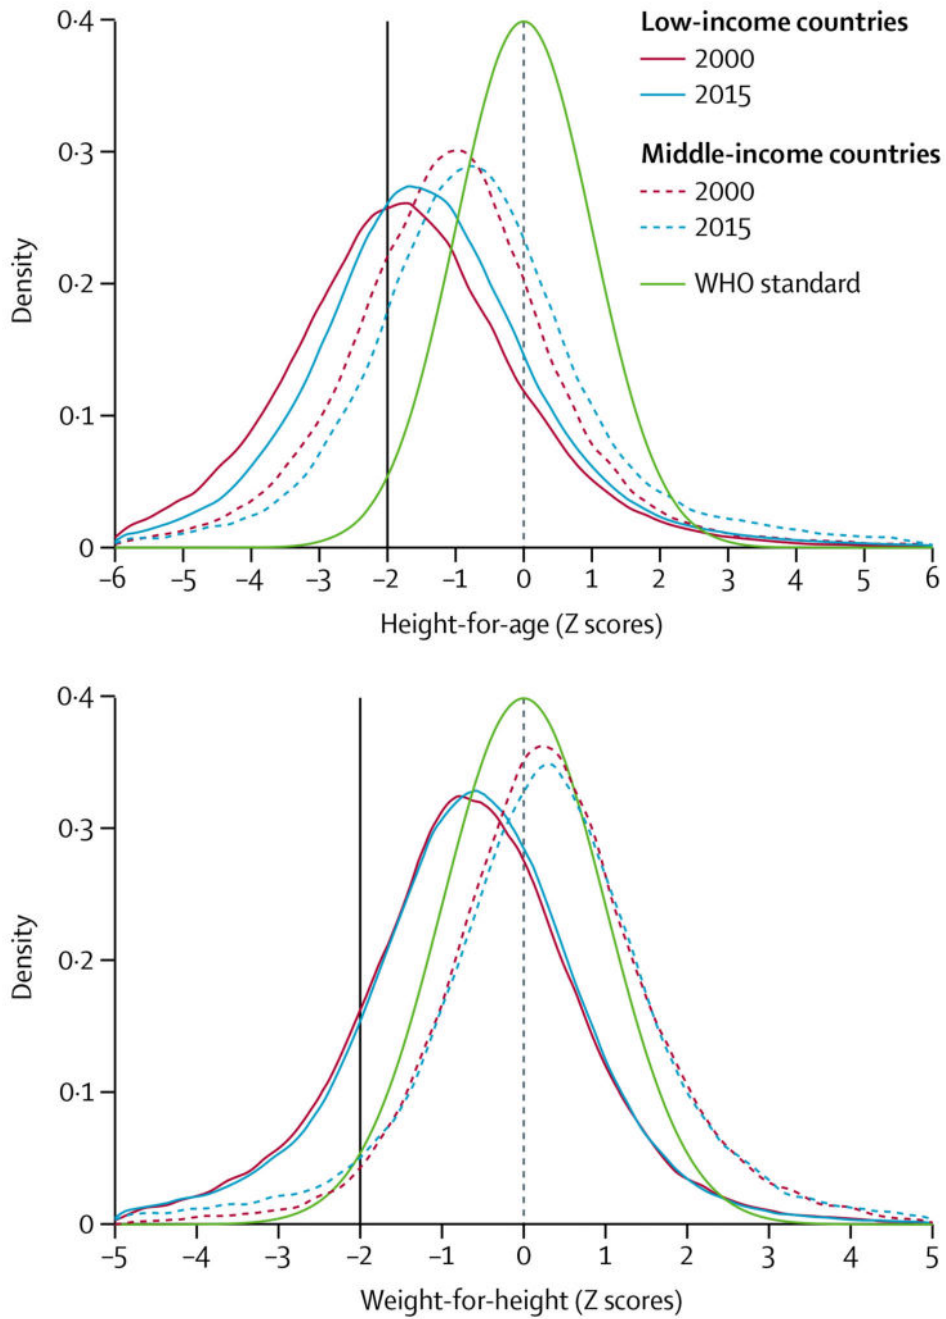 0·4
0·3
0·2
0·1
0
Density
–6 –5 –4 –3 –2 –1 0 1 2 3 4 5 6
Height-for-age (Z scores)
Low-income countries
2000
2015
Middle-income countries
2000
2015
WHO standard
0·4
0·3
0·2
0·1
0
Density
–5 –4 –3 –2 –1 0 1 2 3 4 5
Weight-for-height (Z scores)